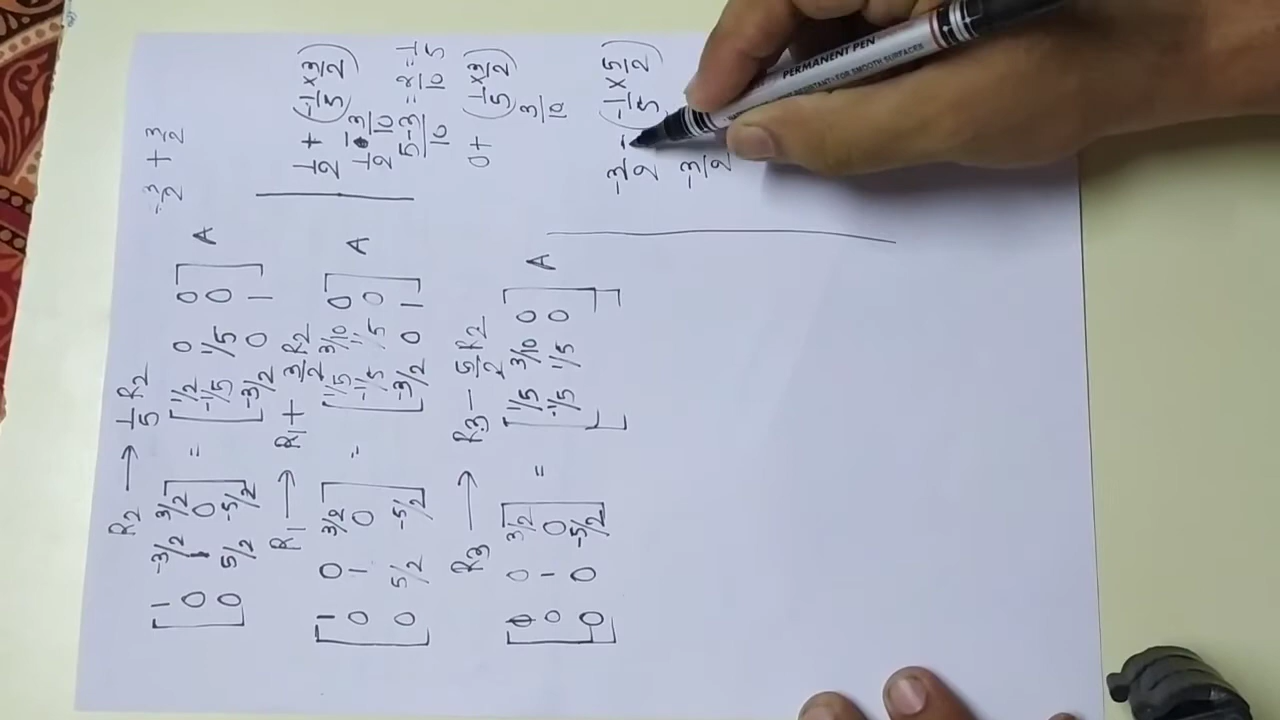 R2 → 1/5 R2
[1 -3/2 3/2
0 1 0
0 5/2 -5/2] = [1/2 0 0
-1/5 1/5 0
-3/2 0 1] A
-3/2 + 3/2
R1 → R1 + 3/2 R2
[1 0 3/2
0 1 0
0 5/2 -5/2] = [1/5 3/10 0
-1/5 1/5 0
-3/2 0 1] A
1/2 + (-1/5 × 3/2)
1/2 - 3/10
5-3/10 = 2/10 = 1/5
0 + (1/5 × 3/2)
3/10
R3 → R3 - 5/2 R2
[0 3/2
0 1 0
0 0 -5/2] = [1/5 3/10 0
-1/5 1/5 0] A
-3/2 - (-1/5 × 5/2)
-3/2
PERMANENT PEN
FOR SMOOTH SURFACES